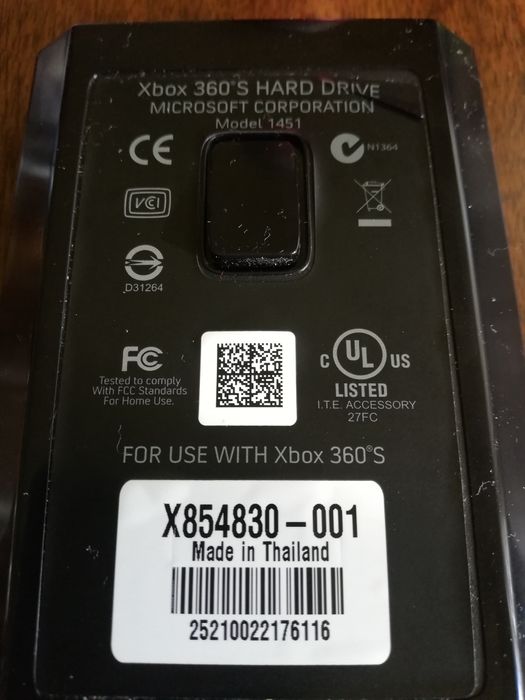 Xbox 360®S HARD DRIVE
MICROSOFT CORPORATION
Model 1451
CE
N1364
VCI
D31264
FC
Tested to comply
With FCC Standards
For Home Use.
C UL US
LISTED
I.T.E. ACCESSORY
27FC
FOR USE WITH Xbox 360®S
X854830-001
Made in Thailand
25210022176116